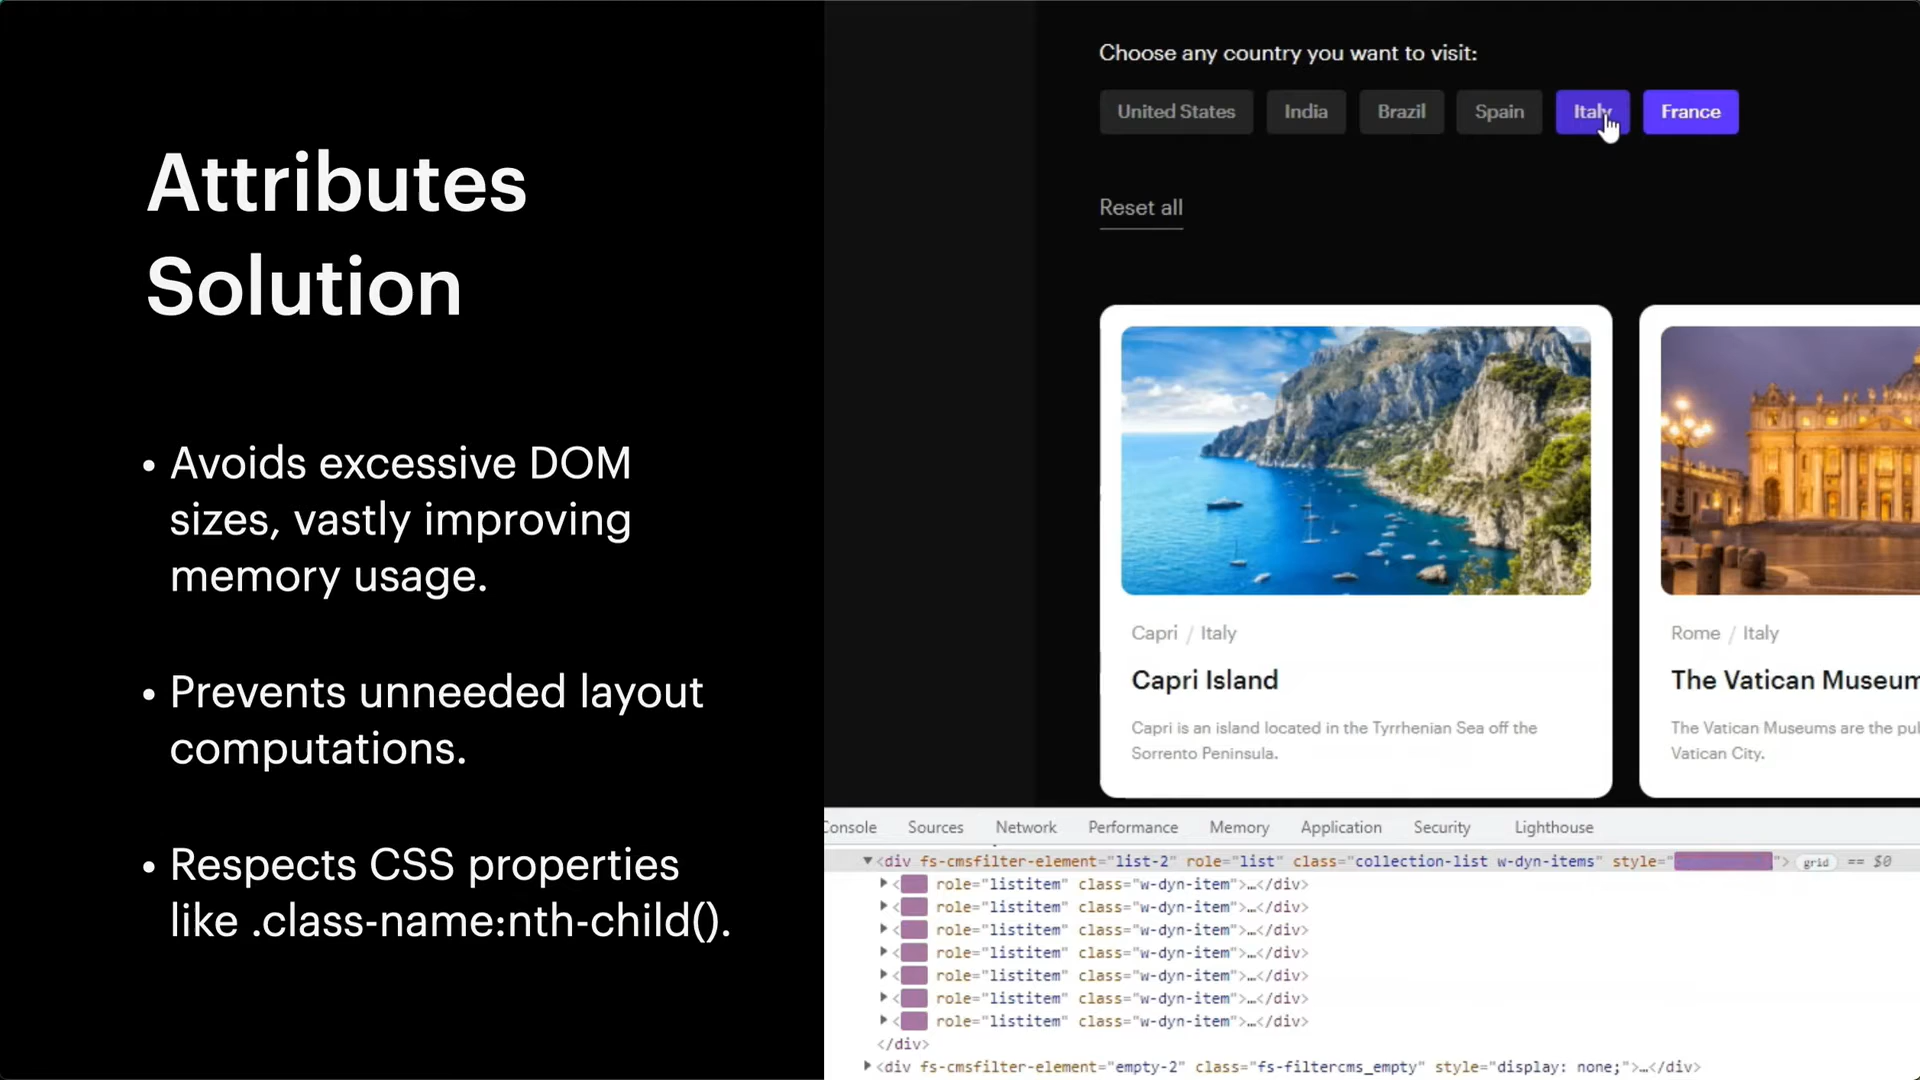 Attributes
Solution
• Avoids excessive DOM
sizes, vastly improving
memory usage.
• Prevents unneeded layout
computations.
• Respects CSS properties
like .class-name:nth-child().
Choose any country you want to visit:
United States India Brazil Spain Italy France
Reset all
Capri / Italy
Capri Island
Capri is an island located in the Tyrrhenian Sea off the
Sorrento Peninsula.
Rome / Italy
The Vatican Museum
The Vatican Museums are the pu
Vatican City.
Console Sources Network Performance Memory Application Security Lighthouse
▼<div fs-cmsfilter-element="list-2" role="list" class="collection-list w-dyn-items" style=" "> grid == $0
▶< role="listitem" class="w-dyn-item">…</div>
▶< role="listitem" class="w-dyn-item">…</div>
▶< role="listitem" class="w-dyn-item">…</div>
▶< role="listitem" class="w-dyn-item">…</div>
▶< role="listitem" class="w-dyn-item">…</div>
▶< role="listitem" class="w-dyn-item">…</div>
▶< role="listitem" class="w-dyn-item">…</div>
</div>
▶<div fs-cmsfilter-element="empty-2" class="fs-filtercms_empty" style="display: none;">…</div>